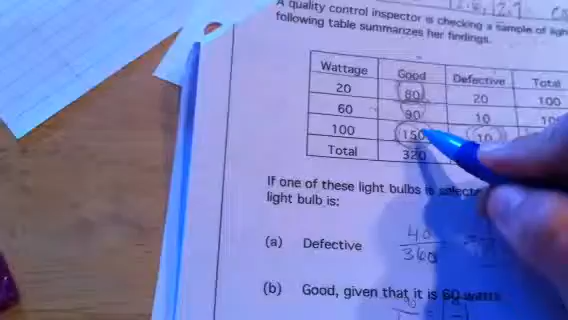 A quality control inspector is checking a sample of
following table summarizes her findings.
Wattage Good Defective Total
20 80 20 100
60 90 10
100 150 10
Total 320
If one of these light bulbs is
light bulb is:
(a) Defective 40/360 =
(b) Good, given that it is 60 watts